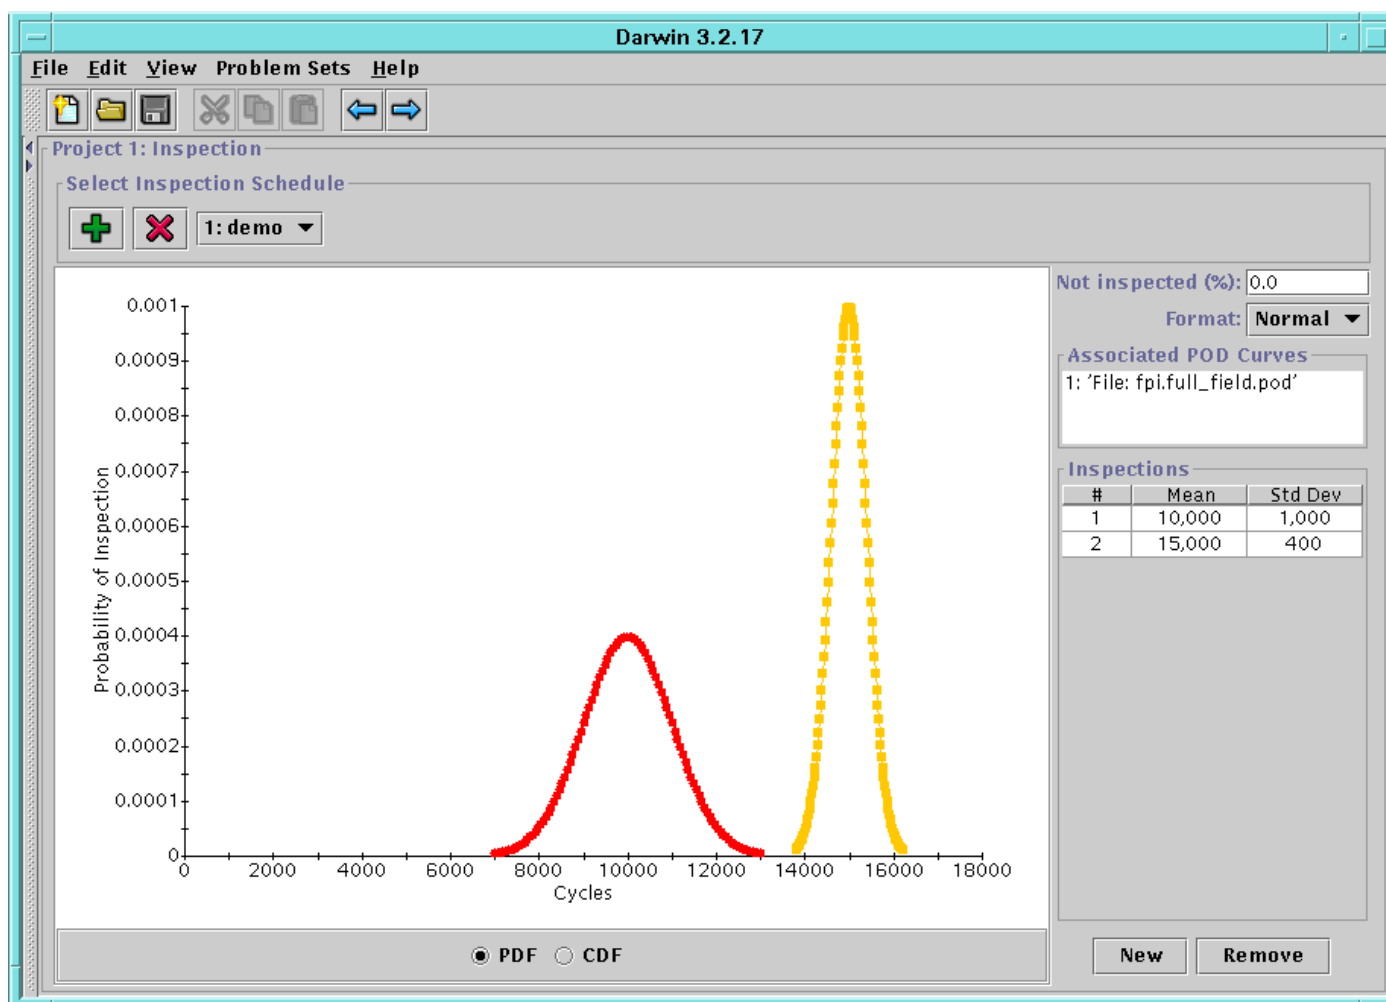 Darwin 3.2.17
File Edit View Problem Sets Help
Project 1: Inspection
Select Inspection Schedule
1: demo
Not inspected (%): 0.0
Format: Normal
Associated POD Curves
1: 'File: fpi.full_field.pod'
Inspections
# Mean Std Dev
1 10,000 1,000
2 15,000 400
Probability of Inspection
0.001
0.0009
0.0008
0.0007
0.0006
0.0005
0.0004
0.0003
0.0002
0.0001
0
0 2000 4000 6000 8000 10000 12000 14000 16000 18000
Cycles
PDF CDF
New Remove